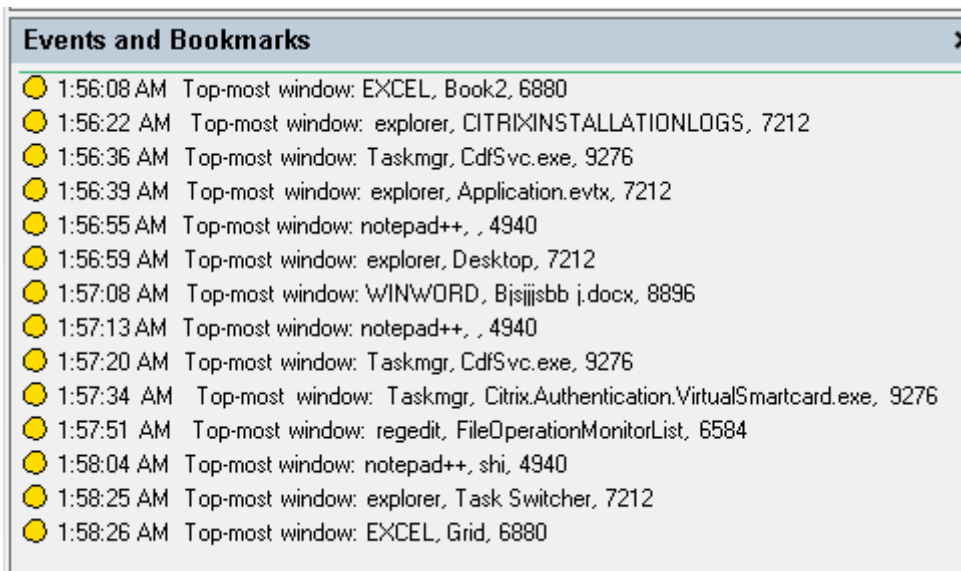 Events and Bookmarks
1:56:08 AM Top-most window: EXCEL, Book2, 6880
1:56:22 AM Top-most window: explorer, CITRIXINSTALLATIONLOGS, 7212
1:56:36 AM Top-most window: Taskmgr, CdfSvc.exe, 9276
1:56:39 AM Top-most window: explorer, Application.evtx, 7212
1:56:55 AM Top-most window: notepad++, , 4940
1:56:59 AM Top-most window: explorer, Desktop, 7212
1:57:08 AM Top-most window: WINWORD, Bjsjjjsbb j.docx, 8896
1:57:13 AM Top-most window: notepad++, , 4940
1:57:20 AM Top-most window: Taskmgr, CdfSvc.exe, 9276
1:57:34 AM Top-most window: Taskmgr, Citrix.Authentication.VirtualSmartcard.exe, 9276
1:57:51 AM Top-most window: regedit, FileOperationMonitorList, 6584
1:58:04 AM Top-most window: notepad++, shi, 4940
1:58:25 AM Top-most window: explorer, Task Switcher, 7212
1:58:26 AM Top-most window: EXCEL, Grid, 6880